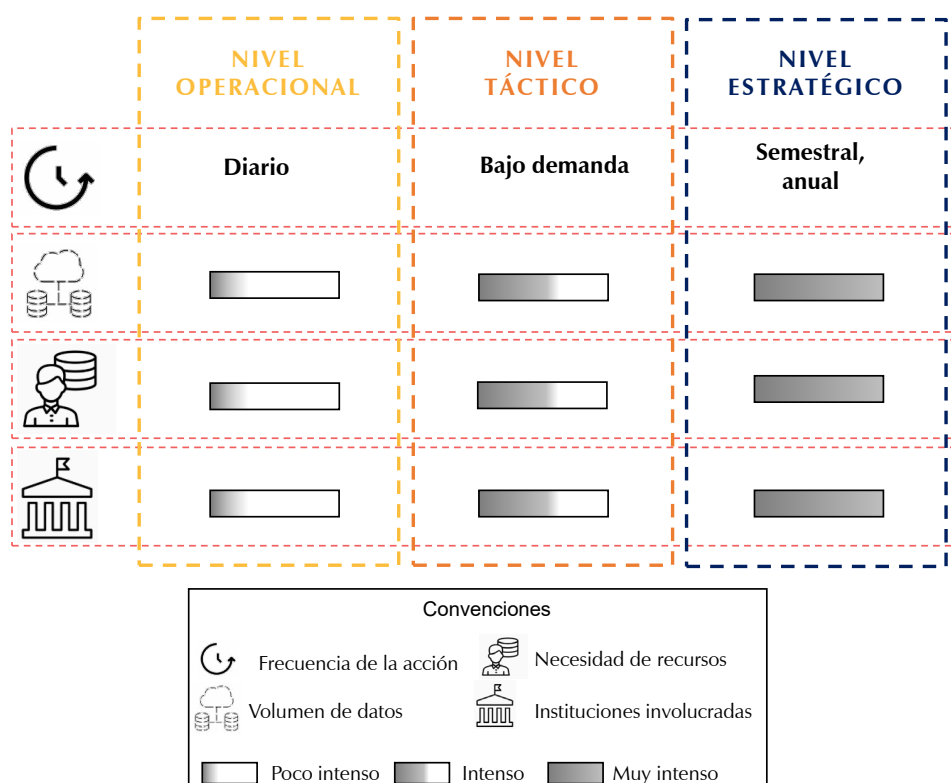 NIVEL
OPERACIONAL
NIVEL
TÁCTICO
NIVEL
ESTRATÉGICO
Diario
Bajo demanda
Semestral,
anual
Convenciones
Frecuencia de la acción
Necesidad de recursos
Volumen de datos
Instituciones involucradas
Poco intenso
Intenso
Muy intenso